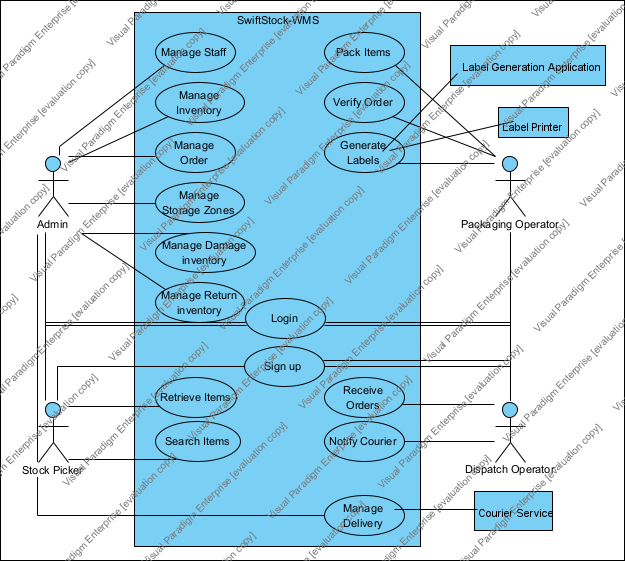 SwiftStock-WMS
Manage Staff
Pack Items
Label Generation Application
Manage
Inventory
Verify Order
Label Printer
Manage
Order
Generate
Labels
Manage
Storage Zones
Admin
Packaging Operator
Manage Damage
inventory
Manage Return
inventory
Login
Sign up
Retrieve Items
Receive
Orders
Search Items
Notify Courier
Stock Picker
Dispatch Operator
Manage
Delivery
Courier Service
Visual Paradigm Enterprise [evaluation copy]